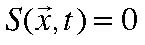 S(x⃗,t) = 0